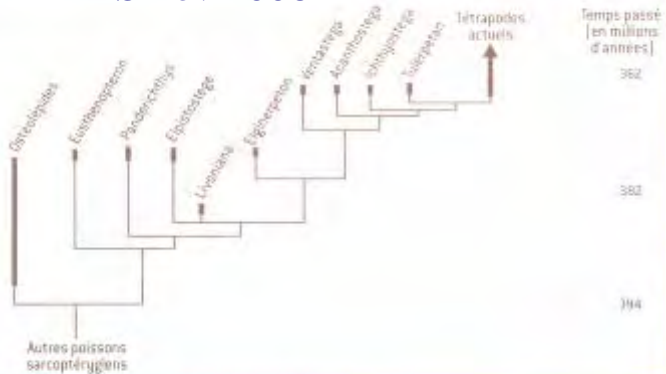 Tétrapodes
actuels
Temps passé
(en millions
d'années)
Ventastega
Acanthostega
Ichthyostega
Tulerpeton
362
Osteolepides
Eusthenopteron
Panderichthys
Elpistostege
Livoniana
Elginerpeton
382
394
Autres poissons
sarcoptérygiens